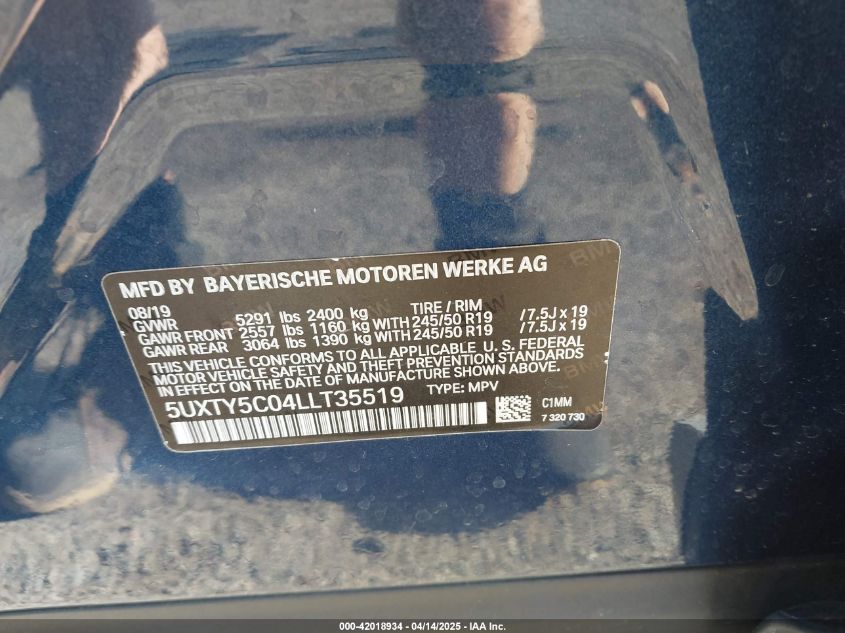 MFD BY BAYERISCHE MOTOREN WERKE AG
08/19 TIRE / RIM
GVWR 5291 lbs 2400 kg
GAWR FRONT 2557 lbs 1160 kg WITH 245/50 R19 /7.5J x 19
GAWR REAR 3064 lbs 1390 kg WITH 245/50 R19 /7.5J x 19
THIS VEHICLE CONFORMS TO ALL APPLICABLE U. S. FEDERAL
MOTOR VEHICLE SAFETY AND THEFT PREVENTION STANDARDS
IN EFFECT ON THE DATE OF MANUFACTURE SHOWN ABOVE.
5UXTY5C04LLT35519 TYPE: MPV
C1MM
7 320 730
000-42018934 - 04/14/2025 - IAA Inc.